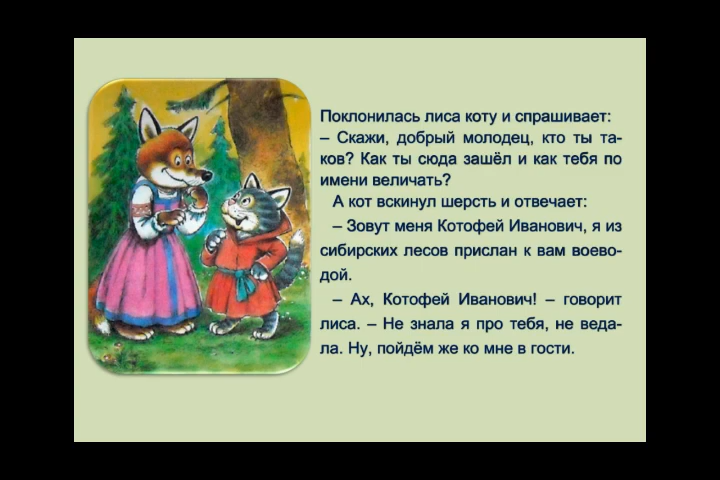 Поклонилась лиса коту и спрашивает:
– Скажи, добрый молодец, кто ты та-
ков? Как ты сюда зашёл и как тебя по
имени величать?
А кот вскинул шерсть и отвечает:
– Зовут меня Котофей Иванович, я из
сибирских лесов прислан к вам воево-
дой.
– Ах, Котофей Иванович! – говорит
лиса. – Не знала я про тебя, не веда-
ла. Ну, пойдём же ко мне в гости.